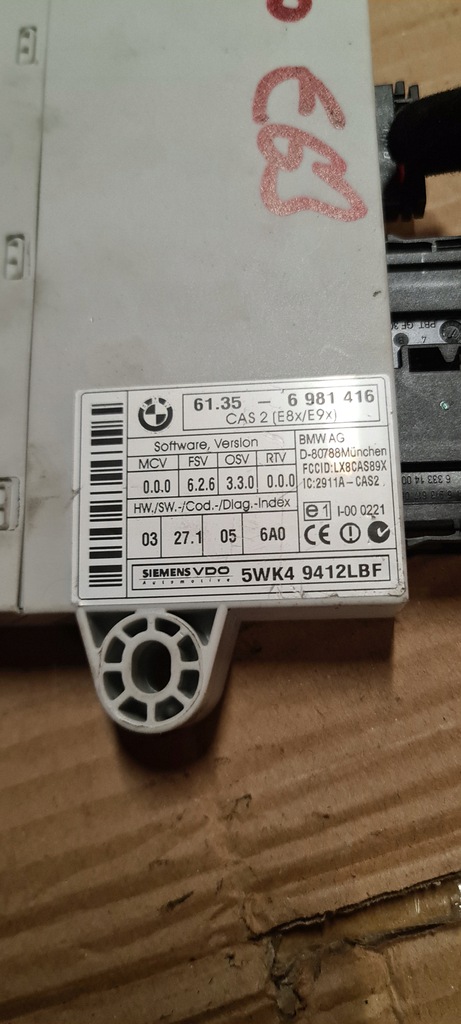 E63
61.35 – 6 981 416
CAS 2 (E8x/E9x)
Software, Version
MCV FSV OSV RTV
0.0.0 6.2.6 3.3.0 0.0.0
HW./SW.-/Cod.-/Diag.-Index
03 27.1 05 6A0
BMW AG
D-80788München
FCCID:LX8CAS89X
IC:2911A–CAS2
e1 I-00 0221
CE
SIEMENS VDO
Automotive
5WK4 9412LBF